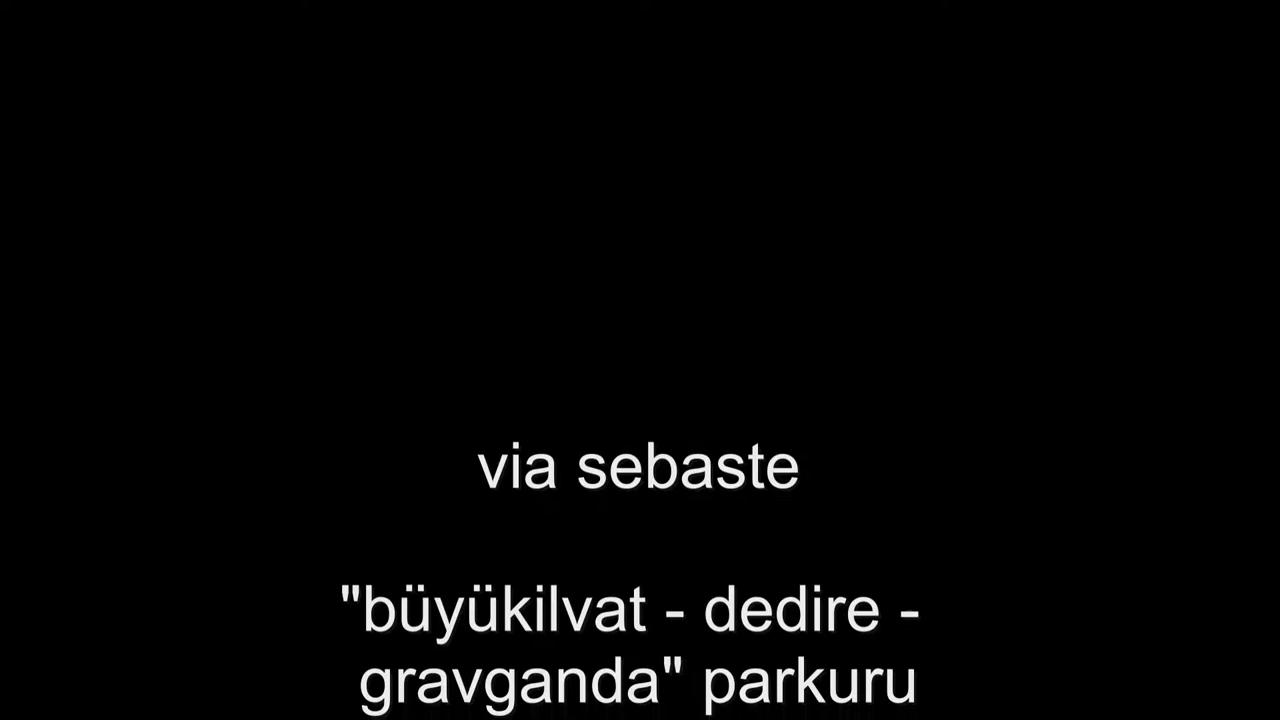 via sebaste
"büyükilvat - dedire -
gravganda" parkuru